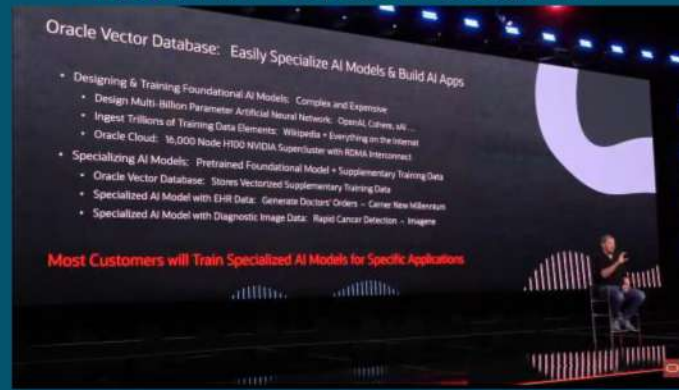 Oracle Vector Database: Easily Specialize AI Models & Build AI Apps
• Designing & Training Foundational AI Models: Complex and Expensive
• Design Multi-Billion Parameter Artificial Neural Network: OpenAI, Cohere, xAI ...
• Ingest Trillions of Training Data Elements: Wikipedia + Everything on the Internet
• Oracle Cloud: 16,000 Node H100 NVIDIA Supercluster with RDMA Interconnect
• Specializing AI Models: Pretrained Foundational Model + Supplementary Training Data
• Oracle Vector Database: Stores Vectorized Supplementary Training Data
• Specialized AI Model with EHR Data: Generate Doctors' Orders – Cerner New Millennium
• Specialized AI Model with Diagnostic Image Data: Rapid Cancer Detection – Imagene
Most Customers will Train Specialized AI Models for Specific Applications